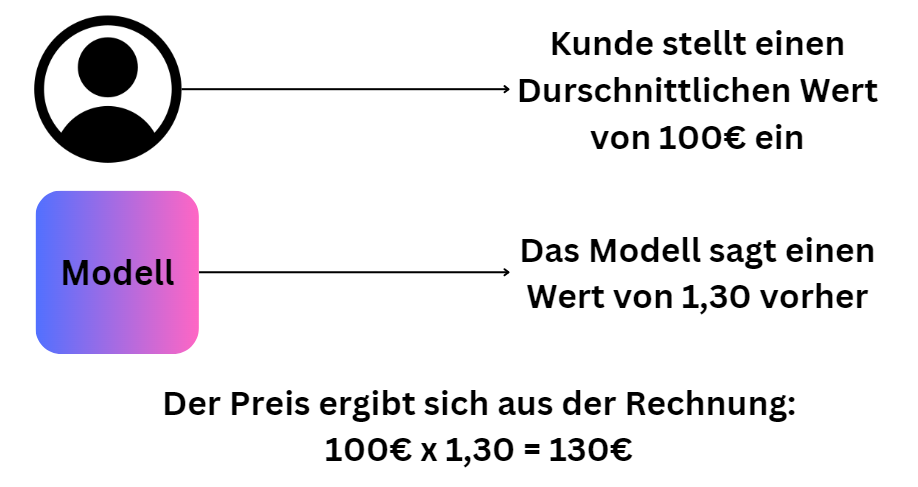 Kunde stellt einen
Durschnittlichen Wert
von 100€ ein
Modell
Das Modell sagt einen
Wert von 1,30 vorher
Der Preis ergibt sich aus der Rechnung:
100€ x 1,30 = 130€